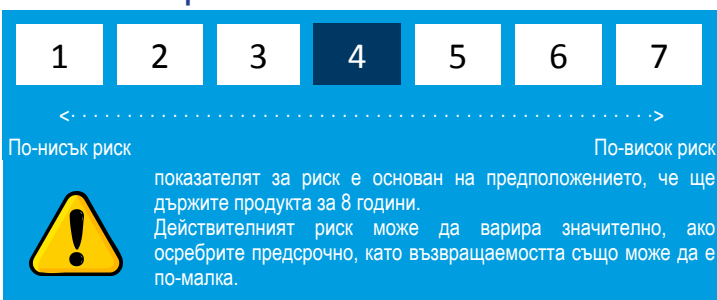 1 2 3 4 5 6 7
<· · · · · · · · · · · · · · · · · · · · · · · · · · · · · · · · · · · · · · · · · · · · · · · · · · · · · · · · ·>
По-нисък риск По-висок риск
показателят за риск е основан на предположението, че ще
държите продукта за 8 години.
Действителният риск може да варира значително, ако
осребрите предсрочно, като възвращаемостта също може да е
по-малка.